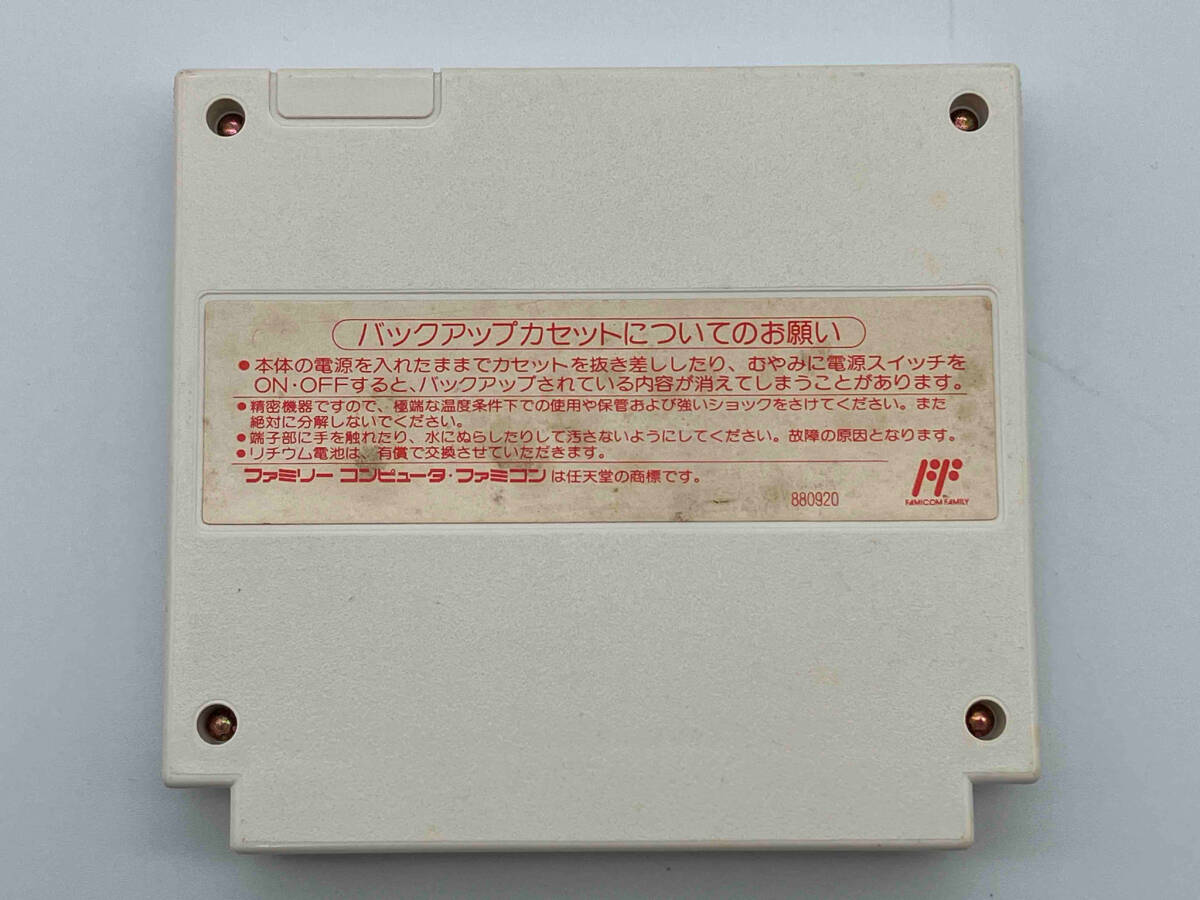 バックアップカセットについてのお願い
●本体の電源を入れたままでカセットを抜き差ししたり、むやみに電源スイッチを
ON・OFFすると、バックアップされている内容が消えてしまうことがあります。
●精密機器ですので、極端な温度条件下での使用や保管および強いショックをさけてください。また
絶対に分解しないでください。
●端子部に手を触れたり、水にぬらしたりして汚さないようにしてください。故障の原因となります。
●リチウム電池は、有償で交換させていただきます。
ファミリー コンピュータ・ファミコンは任天堂の商標です。
880920
FAMICOM FAMILY